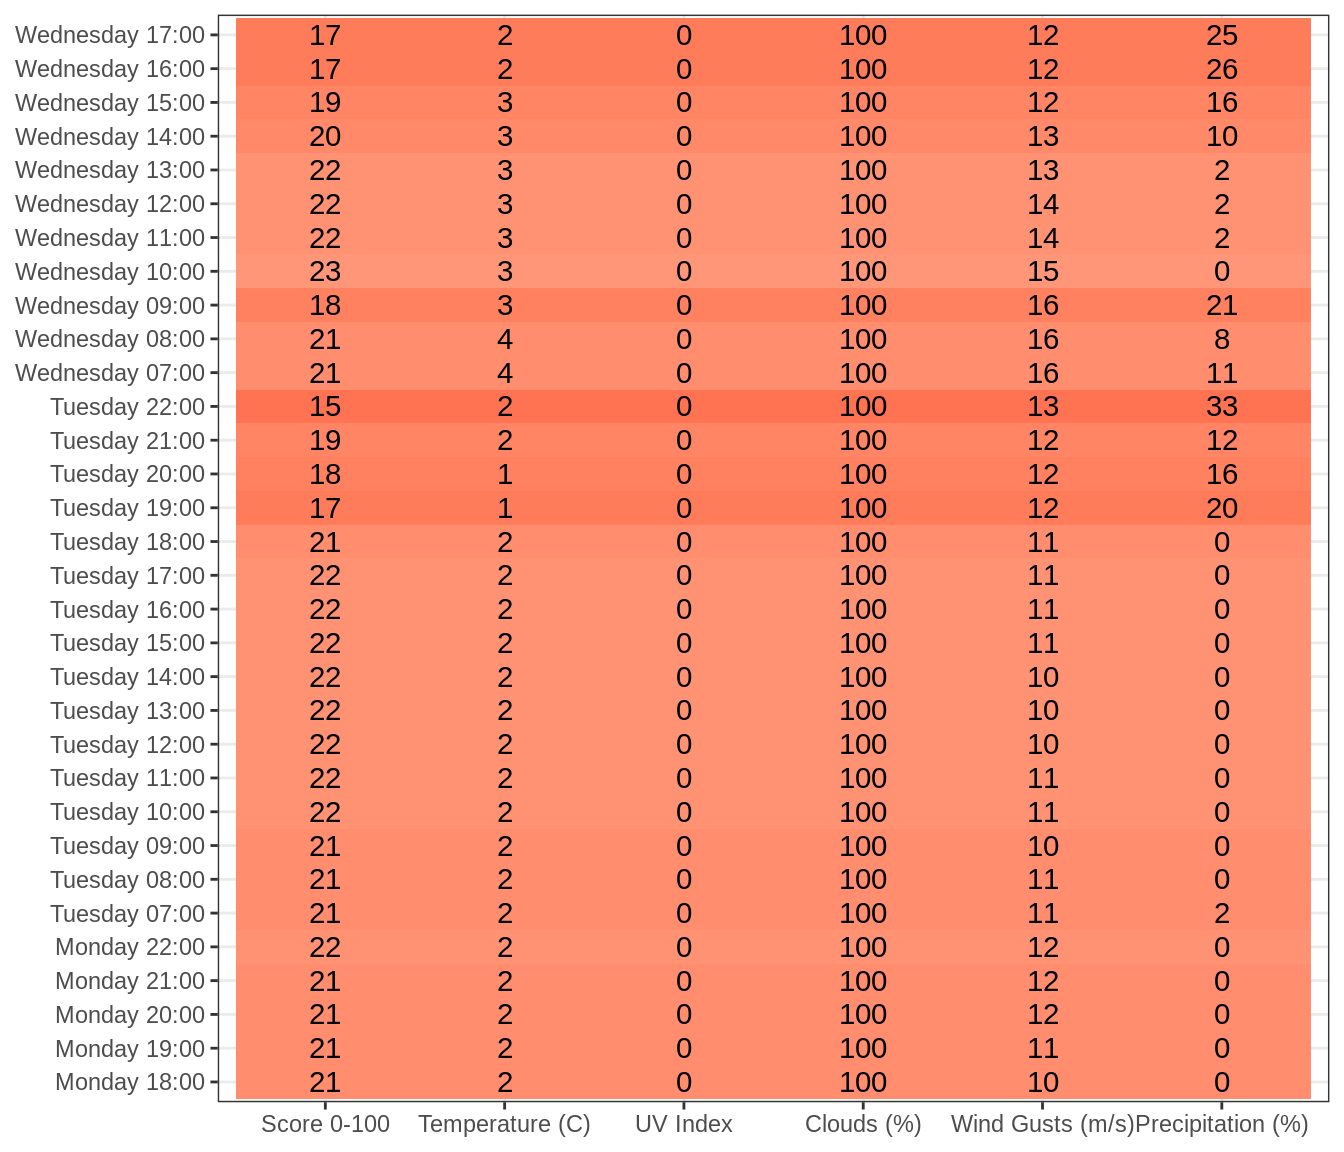 Wednesday 17:00 17 2 0 100 12 25
Wednesday 16:00 17 2 0 100 12 26
Wednesday 15:00 19 3 0 100 12 16
Wednesday 14:00 20 3 0 100 13 10
Wednesday 13:00 22 3 0 100 13 2
Wednesday 12:00 22 3 0 100 14 2
Wednesday 11:00 22 3 0 100 14 2
Wednesday 10:00 23 3 0 100 15 0
Wednesday 09:00 18 3 0 100 16 21
Wednesday 08:00 21 4 0 100 16 8
Wednesday 07:00 21 4 0 100 16 11
Tuesday 22:00 15 2 0 100 13 33
Tuesday 21:00 19 2 0 100 12 12
Tuesday 20:00 18 1 0 100 12 16
Tuesday 19:00 17 1 0 100 12 20
Tuesday 18:00 21 2 0 100 11 0
Tuesday 17:00 22 2 0 100 11 0
Tuesday 16:00 22 2 0 100 11 0
Tuesday 15:00 22 2 0 100 11 0
Tuesday 14:00 22 2 0 100 10 0
Tuesday 13:00 22 2 0 100 10 0
Tuesday 12:00 22 2 0 100 10 0
Tuesday 11:00 22 2 0 100 11 0
Tuesday 10:00 22 2 0 100 11 0
Tuesday 09:00 21 2 0 100 10 0
Tuesday 08:00 21 2 0 100 11 0
Tuesday 07:00 21 2 0 100 11 2
Monday 22:00 22 2 0 100 12 0
Monday 21:00 21 2 0 100 12 0
Monday 20:00 21 2 0 100 12 0
Monday 19:00 21 2 0 100 11 0
Monday 18:00 21 2 0 100 10 0
Score 0-100 Temperature (C) UV Index Clouds (%) Wind Gusts (m/s) Precipitation (%)